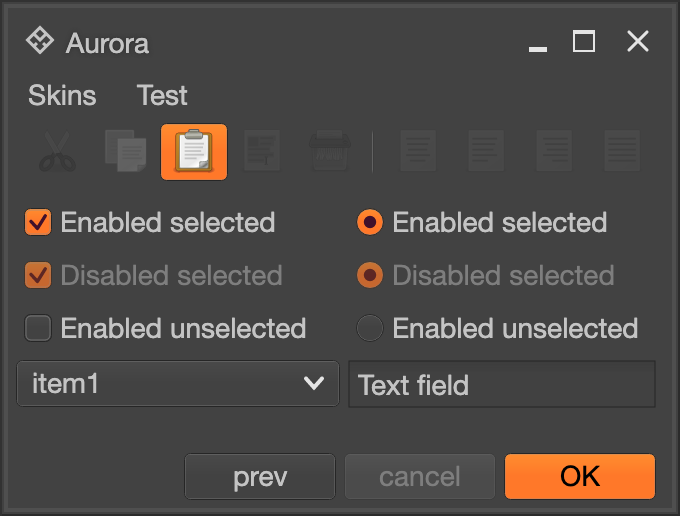 Aurora
Skins Test
Enabled selected Enabled selected
Disabled selected Disabled selected
Enabled unselected Enabled unselected
item1 Text field
prev cancel OK